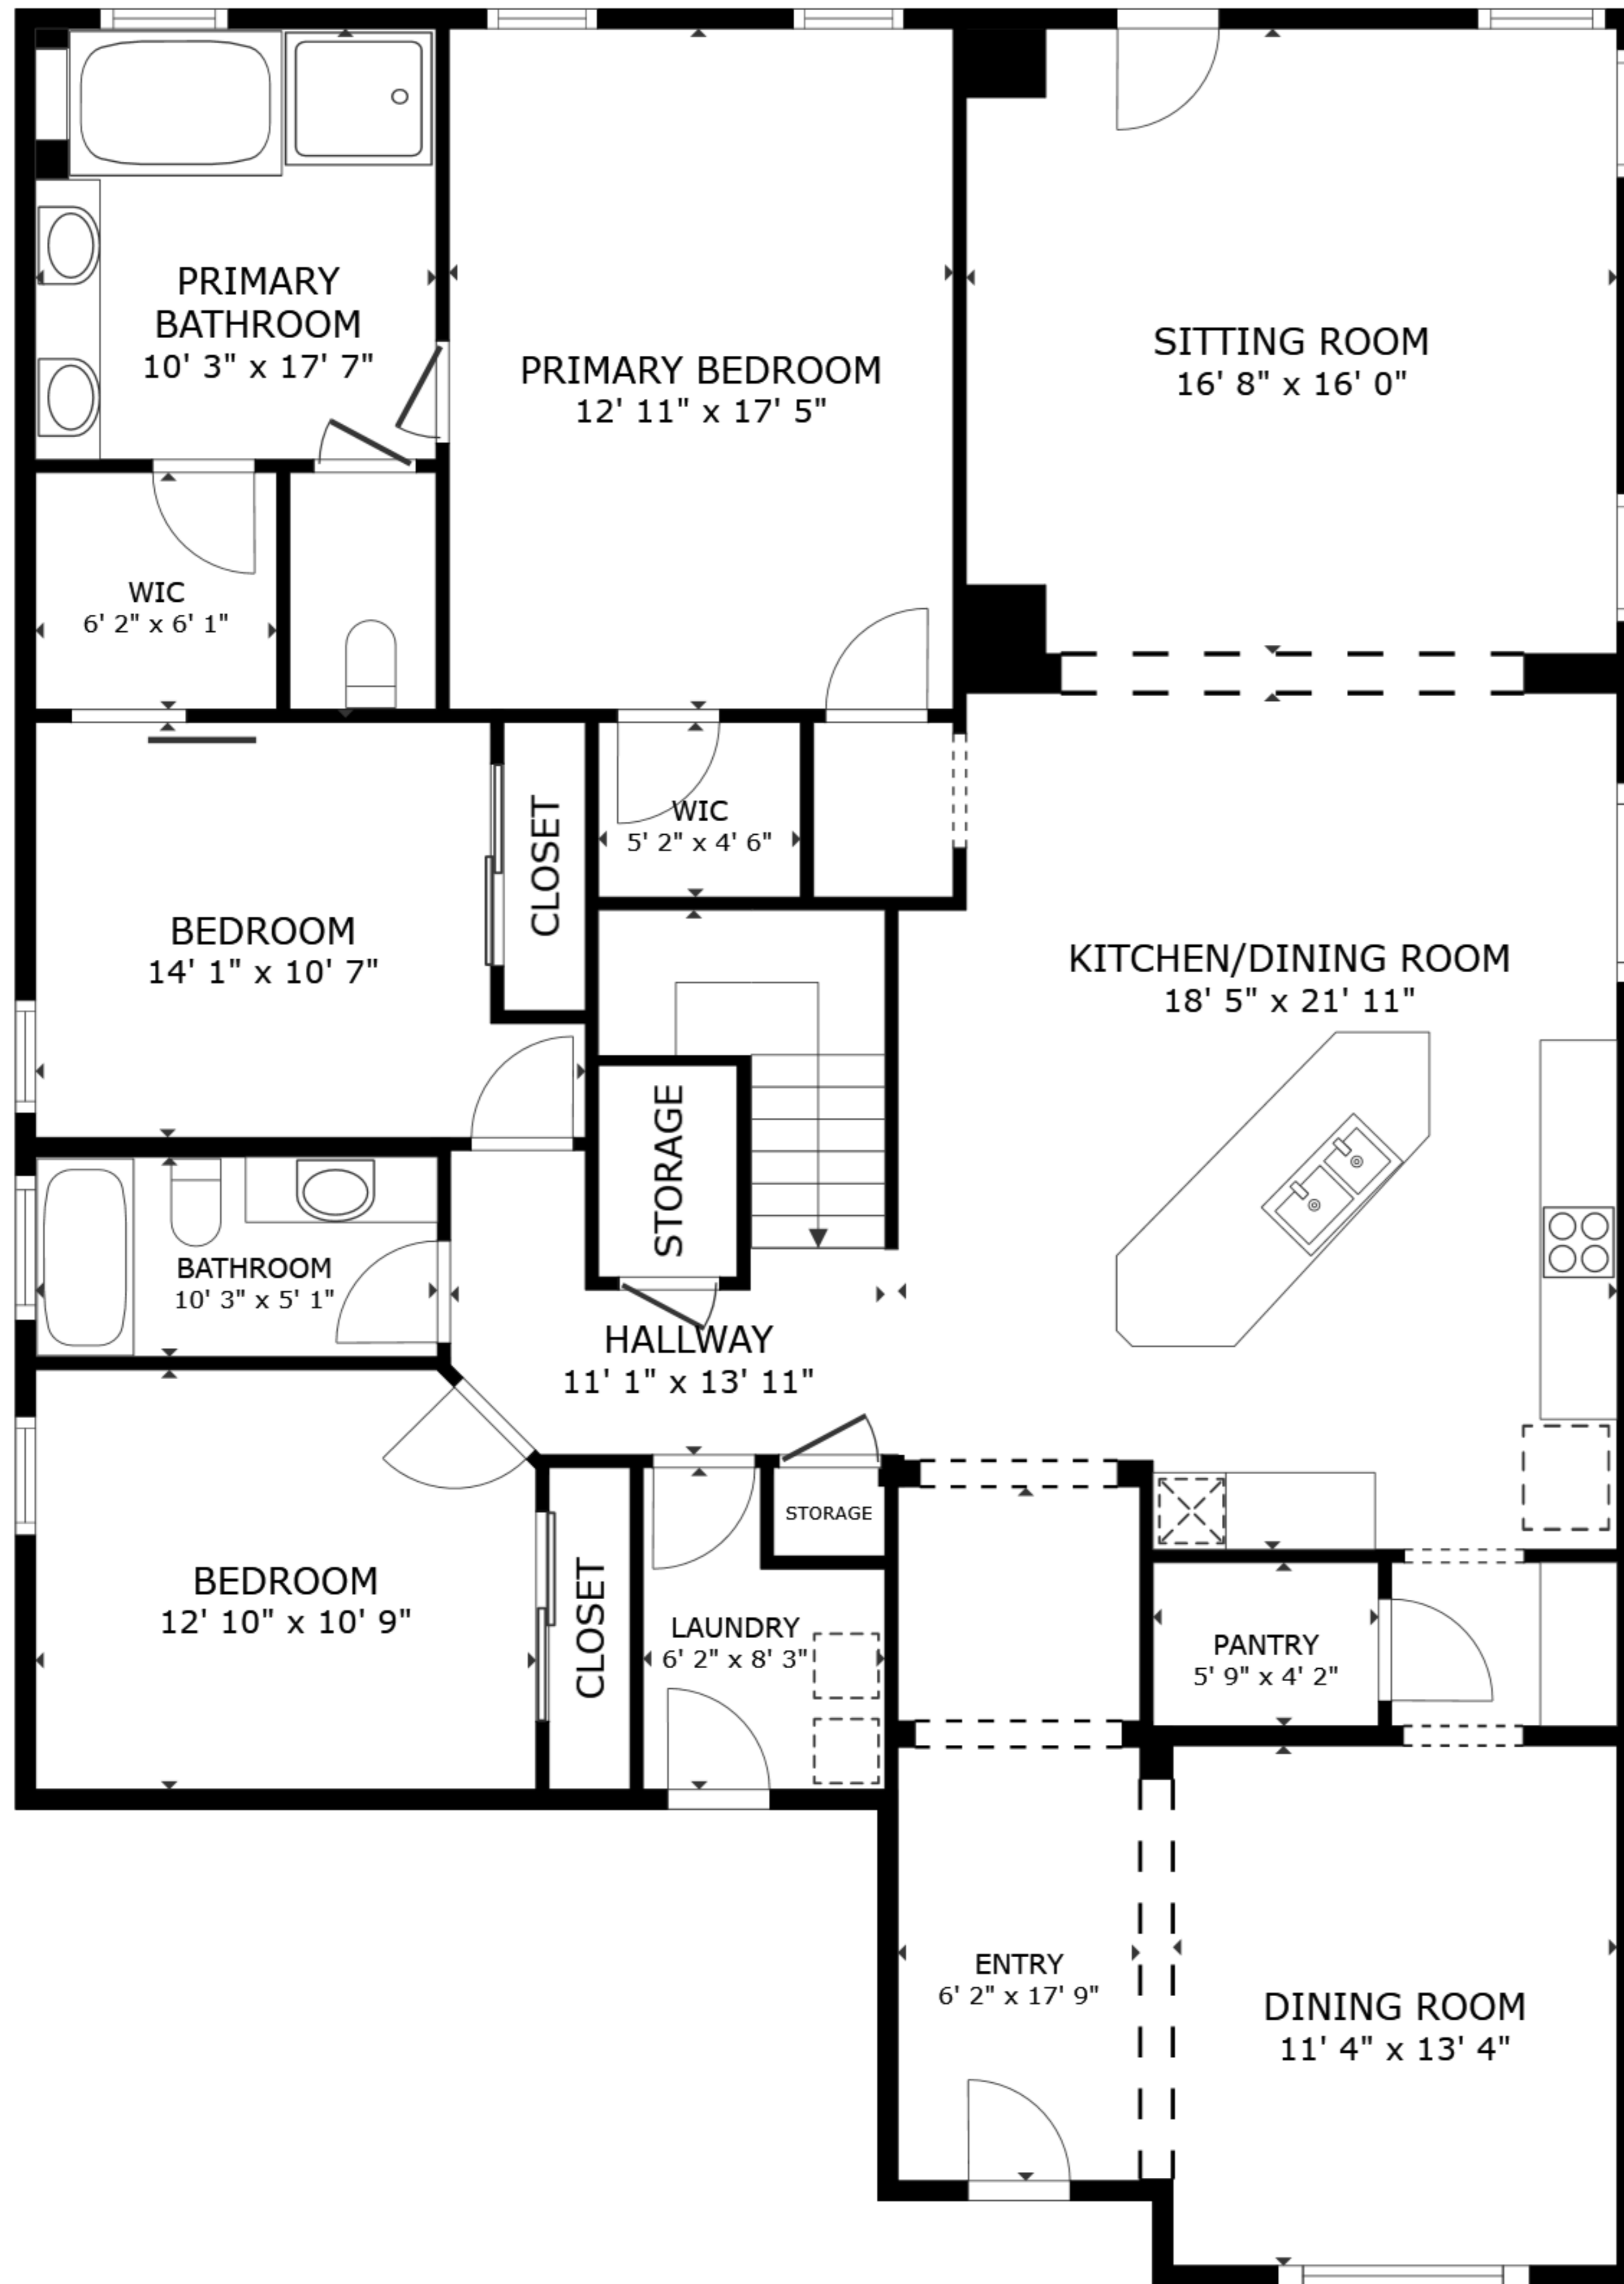 PRIMARY
BATHROOM
10' 3" x 17' 7"
PRIMARY BEDROOM
12' 11" x 17' 5"
SITTING ROOM
16' 8" x 16' 0"
WIC
6' 2" x 6' 1"
WIC
5' 2" x 4' 6"
CLOSET
BEDROOM
14' 1" x 10' 7"
KITCHEN/DINING ROOM
18' 5" x 21' 11"
STORAGE
BATHROOM
10' 3" x 5' 1"
HALLWAY
11' 1" x 13' 11"
STORAGE
BEDROOM
12' 10" x 10' 9"
CLOSET
LAUNDRY
6' 2" x 8' 3"
PANTRY
5' 9" x 4' 2"
ENTRY
6' 2" x 17' 9"
DINING ROOM
11' 4" x 13' 4"